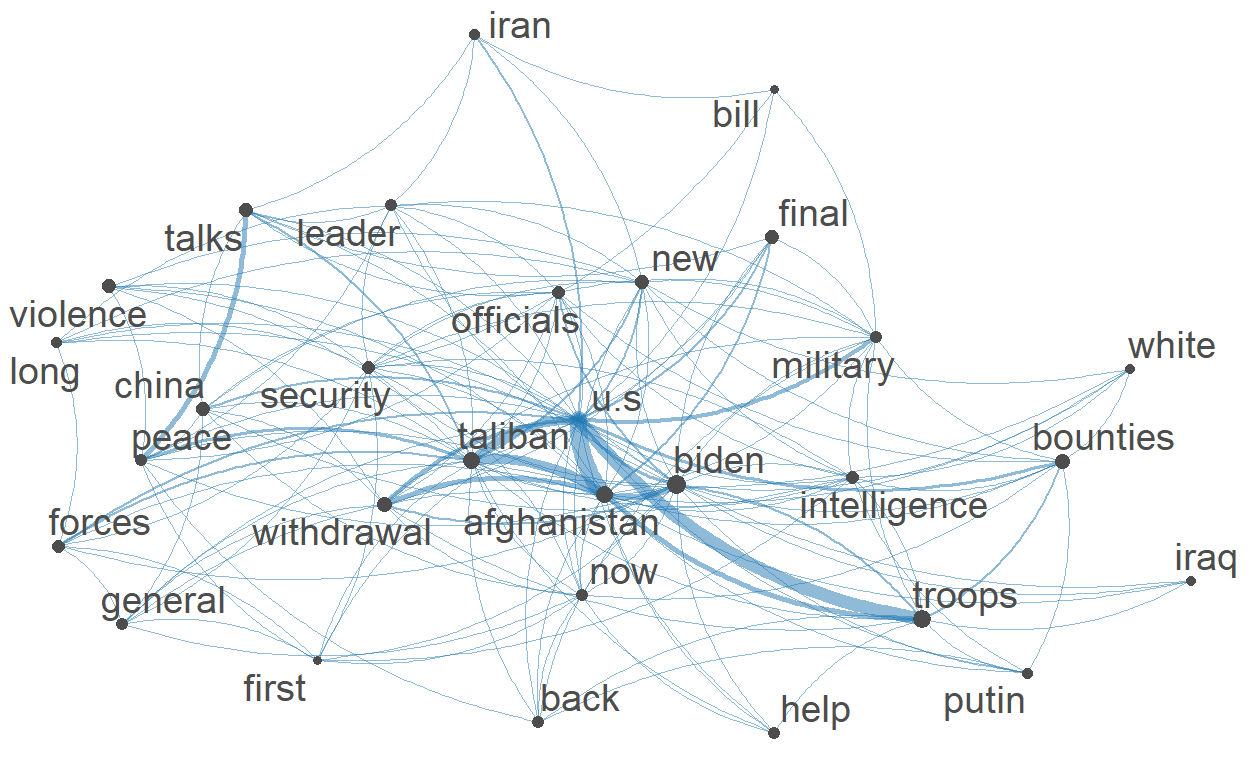 iran
bill
final
talks
leader
new
violence
officials
white
long
china
security
military
u.s
peace
taliban
biden
bounties
forces
withdrawal
afghanistan
intelligence
now
iraq
general
troops
first
back
help
putin